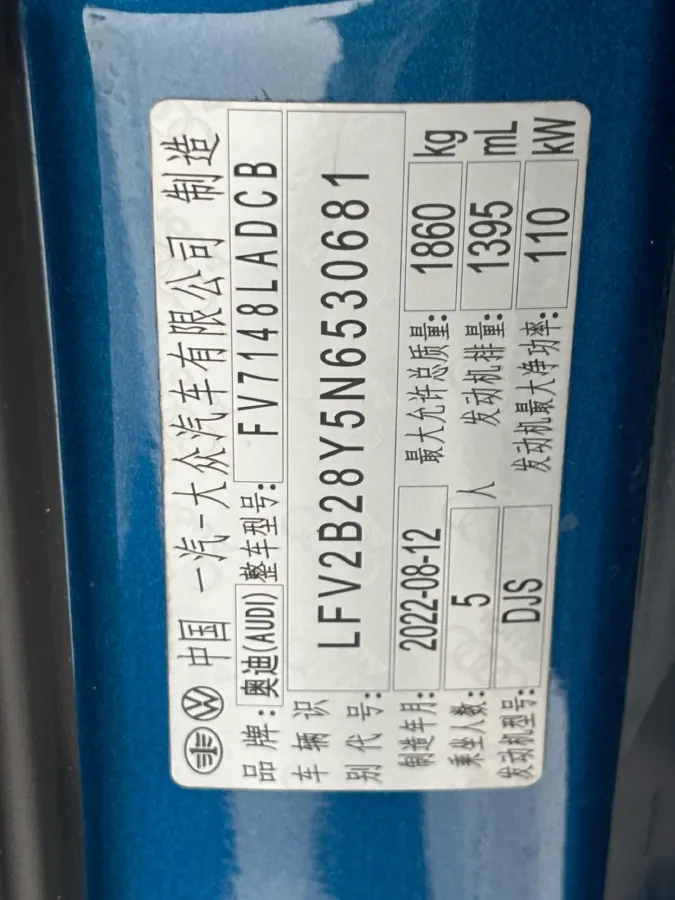 中国 一汽-大众汽车有限公司 制造
品牌:奥迪(AUDI) 整车型号: FV7148LADCB
车辆识别代号: LFV2B28Y5N6530681
制造年月: 2022-08-12 最大允许总质量: 1860 kg
乘坐人数: 5 人 发动机排量: 1395 mL
发动机型号: DJS 发动机最大净功率: 110 kW